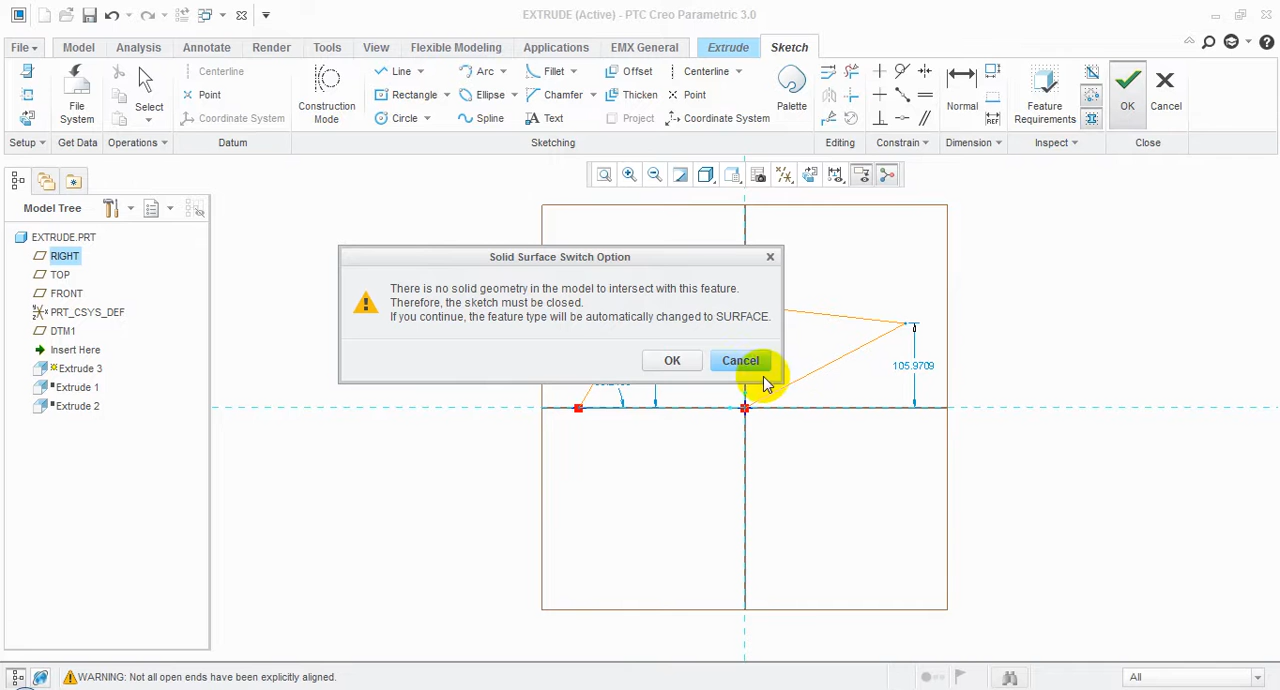 EXTRUDE (Active) - PTC Creo Parametric 3.0
File Model Analysis Annotate Render Tools View Flexible Modeling Applications EMX General Extrude Sketch
Centerline Line Arc Fillet Offset Centerline
Point Rectangle Ellipse Chamfer Thicken Point
Coordinate System Circle Spline Text Project Coordinate System
File System Select Construction Mode Palette Normal Feature Requirements OK Cancel
Setup Get Data Operations Datum Sketching Editing Constrain Dimension Inspect Close
Model Tree
EXTRUDE.PRT
RIGHT
TOP
FRONT
PRT_CSYS_DEF
DTM1
Insert Here
Extrude 3
Extrude 1
Extrude 2
Solid Surface Switch Option
There is no solid geometry in the model to intersect with this feature.
Therefore, the sketch must be closed.
If you continue, the feature type will be automatically changed to SURFACE.
OK Cancel
105.9709
WARNING: Not all open ends have been explicitly aligned.
All